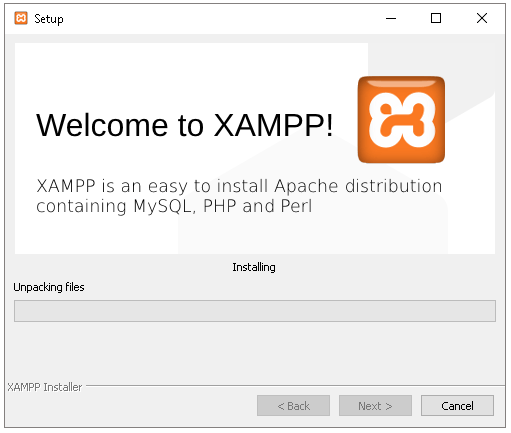 Setup
Welcome to XAMPP!
XAMPP is an easy to install Apache distribution
containing MySQL, PHP and Perl
Installing
Unpacking files
XAMPP Installer
< Back
Next >
Cancel